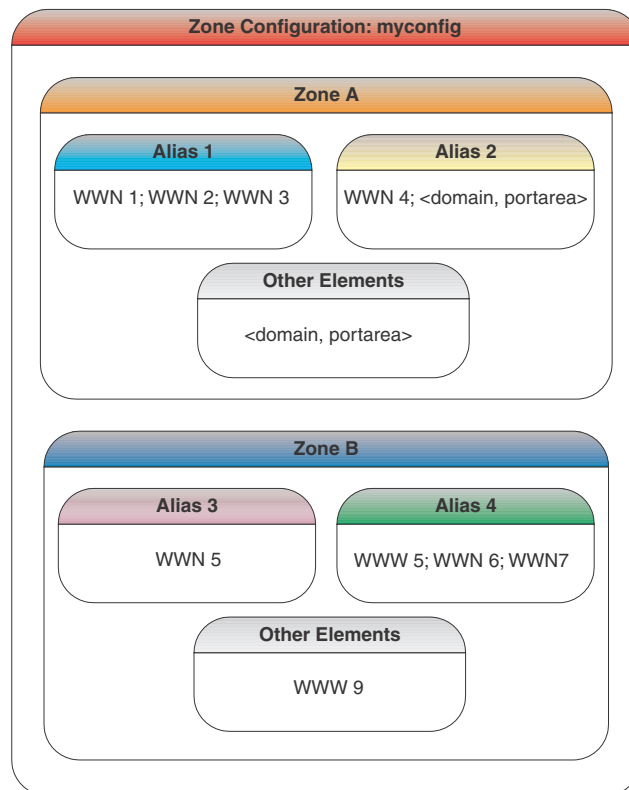 Zone Configuration: myconfig
Zone A
Alias 1
WWN 1; WWN 2; WWN 3
Alias 2
WWN 4; <domain, portarea>
Other Elements
<domain, portarea>
Zone B
Alias 3
WWN 5
Alias 4
WWW 5; WWN 6; WWN7
Other Elements
WWW 9